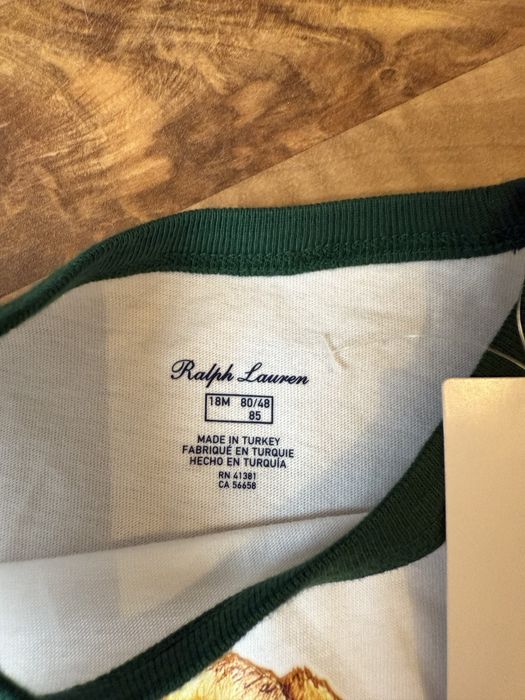 Ralph Lauren
18M 80/48
85
MADE IN TURKEY
FABRIQUÉ EN TURQUIE
HECHO EN TURQUÍA
RN 41381
CA 56658